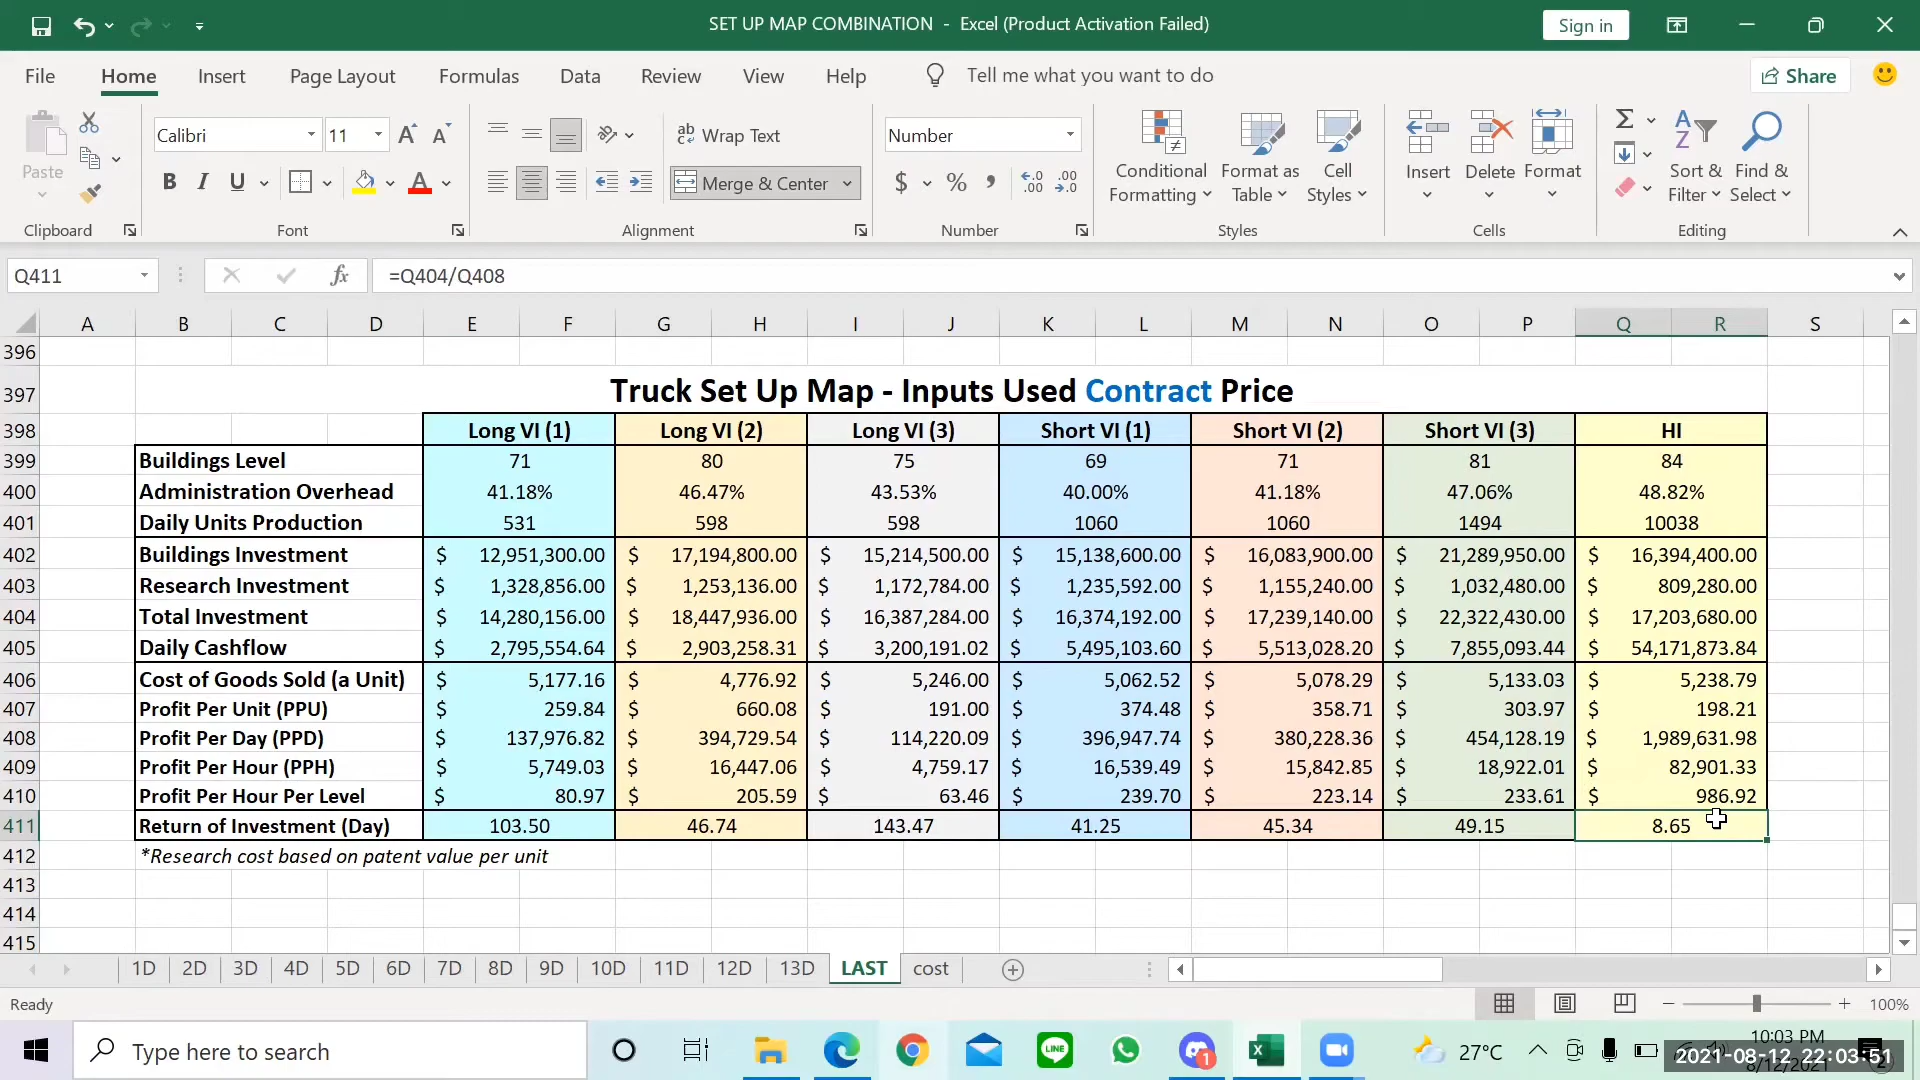 SET UP MAP COMBINATION - Excel (Product Activation Failed)
Sign in
File Home Insert Page Layout Formulas Data Review View Help Tell me what you want to do Share
Paste
Calibri 11
ab Wrap Text
Number
Merge & Center
Conditional Formatting Format as Table Cell Styles Insert Delete Format Sort & Filter Find & Select
Clipboard Font Alignment Number Styles Cells Editing
Q411 fx =Q404/Q408
A B C D E F G H I J K L M N O P Q R S
396
397 Truck Set Up Map - Inputs Used Contract Price
398 Long VI (1) Long VI (2) Long VI (3) Short VI (1) Short VI (2) Short VI (3) HI
399 Buildings Level 71 80 75 69 71 81 84
400 Administration Overhead 41.18% 46.47% 43.53% 40.00% 41.18% 47.06% 48.82%
401 Daily Units Production 531 598 598 1060 1060 1494 10038
402 Buildings Investment $ 12,951,300.00 $ 17,194,800.00 $ 15,214,500.00 $ 15,138,600.00 $ 16,083,900.00 $ 21,289,950.00 $ 16,394,400.00
403 Research Investment $ 1,328,856.00 $ 1,253,136.00 $ 1,172,784.00 $ 1,235,592.00 $ 1,155,240.00 $ 1,032,480.00 $ 809,280.00
404 Total Investment $ 14,280,156.00 $ 18,447,936.00 $ 16,387,284.00 $ 16,374,192.00 $ 17,239,140.00 $ 22,322,430.00 $ 17,203,680.00
405 Daily Cashflow $ 2,795,554.64 $ 2,903,258.31 $ 3,200,191.02 $ 5,495,103.60 $ 5,513,028.20 $ 7,855,093.44 $ 54,171,873.84
406 Cost of Goods Sold (a Unit) $ 5,177.16 $ 4,776.92 $ 5,246.00 $ 5,062.52 $ 5,078.29 $ 5,133.03 $ 5,238.79
407 Profit Per Unit (PPU) $ 259.84 $ 660.08 $ 191.00 $ 374.48 $ 358.71 $ 303.97 $ 198.21
408 Profit Per Day (PPD) $ 137,976.82 $ 394,729.54 $ 114,220.09 $ 396,947.74 $ 380,228.36 $ 454,128.19 $ 1,989,631.98
409 Profit Per Hour (PPH) $ 5,749.03 $ 16,447.06 $ 4,759.17 $ 16,539.49 $ 15,842.85 $ 18,922.01 $ 82,901.33
410 Profit Per Hour Per Level $ 80.97 $ 205.59 $ 63.46 $ 239.70 $ 223.14 $ 233.61 $ 986.92
411 Return of Investment (Day) 103.50 46.74 143.47 41.25 45.34 49.15 8.65
412 *Research cost based on patent value per unit
413
414
415
1D 2D 3D 4D 5D 6D 7D 8D 9D 10D 11D 12D 13D LAST cost
Ready 100%
Type here to search
LINE
1
27°C
10:03 PM
2021-08-12 22:03:51